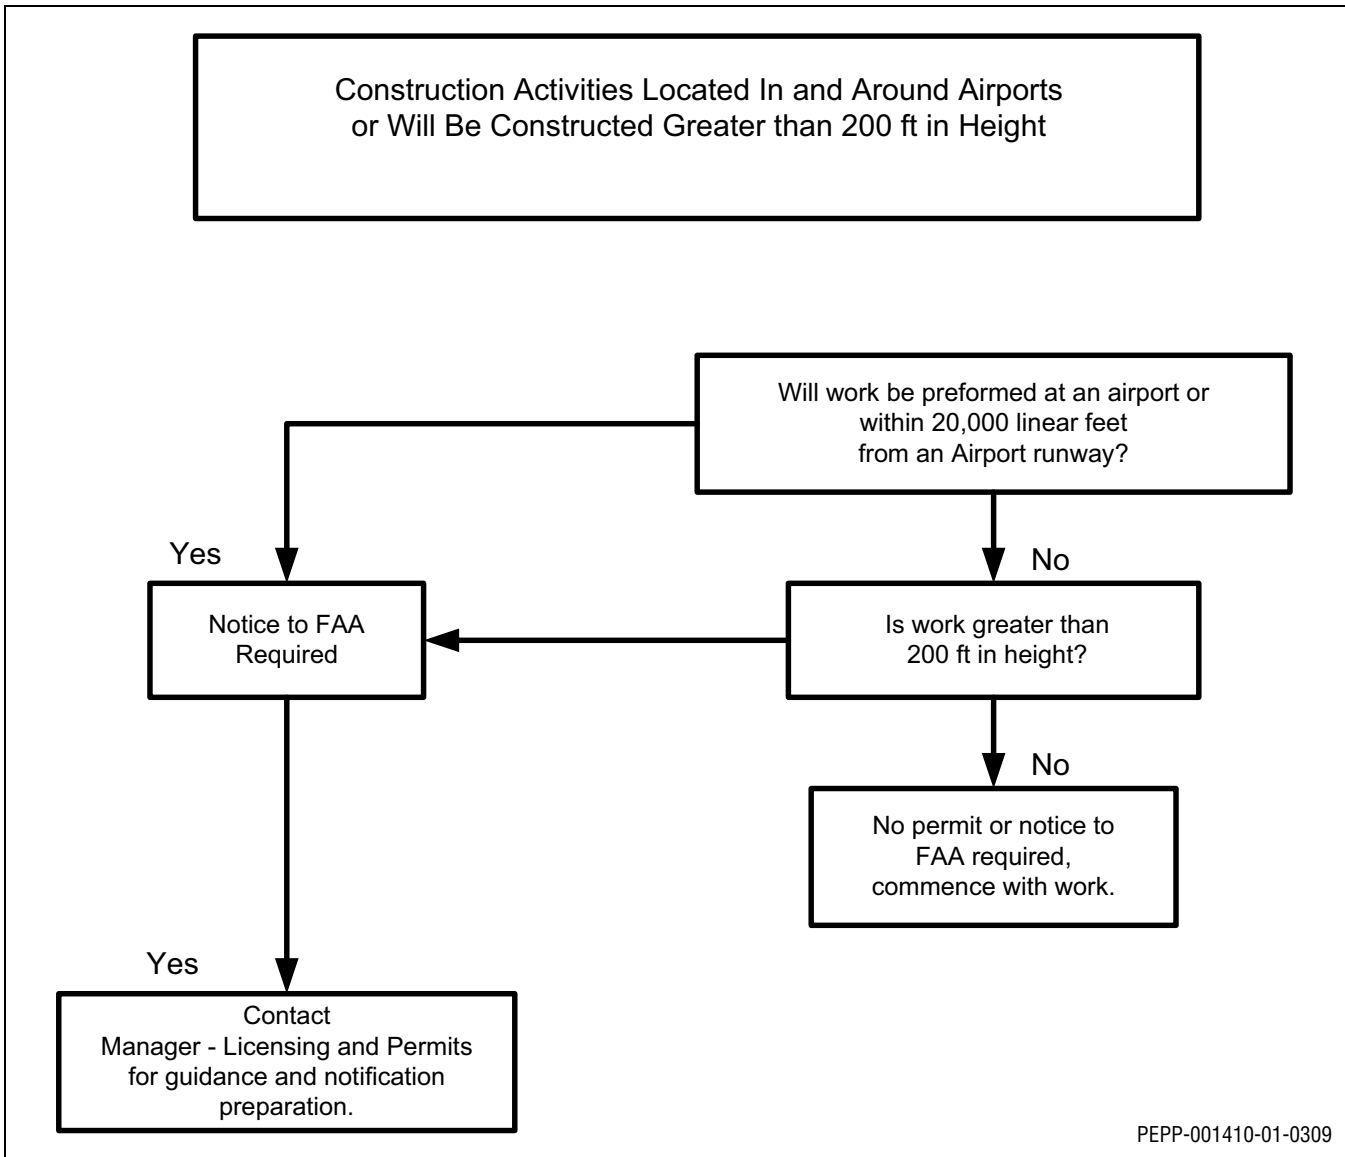 Construction Activities Located In and Around Airports
or Will Be Constructed Greater than 200 ft in Height
Will work be preformed at an airport or
within 20,000 linear feet
from an Airport runway?
Yes
No
Notice to FAA
Required
Is work greater than
200 ft in height?
No
No permit or notice to
FAA required,
commence with work.
Yes
Contact
Manager - Licensing and Permits
for guidance and notification
preparation.
PEPP-001410-01-0309